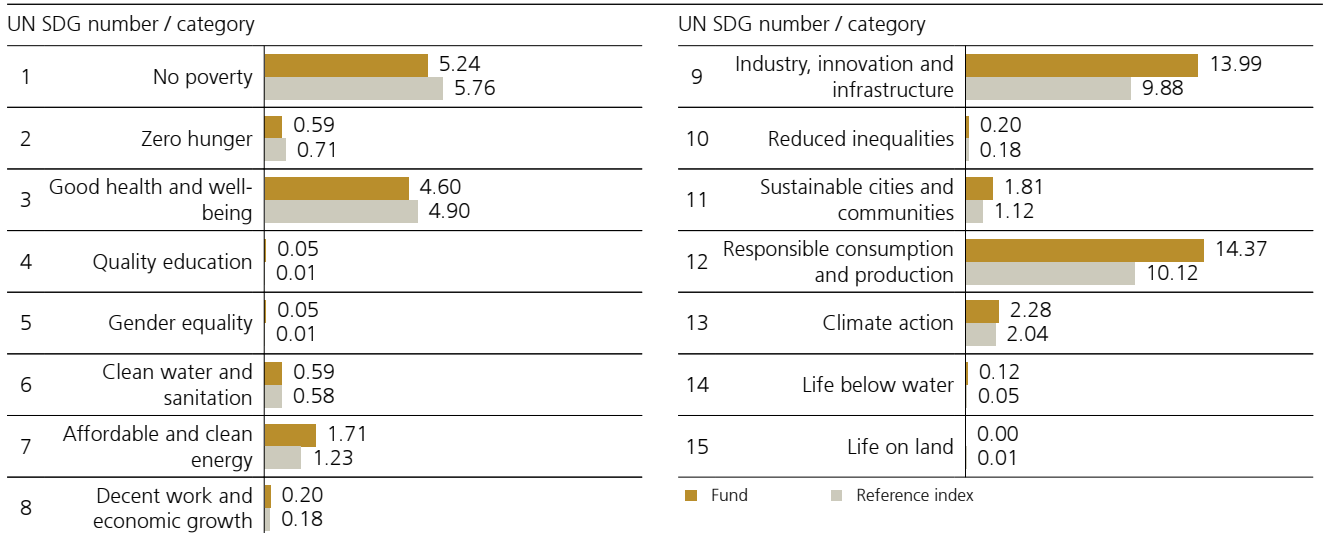 UN SDG number / category
1
No poverty
5.24
5.76
2
Zero hunger
0.59
0.71
3
Good health and well-
being
4.60
4.90
4
Quality education
0.05
0.01
5
Gender equality
0.05
0.01
6
Clean water and
sanitation
0.59
0.58
7
Affordable and clean
energy
1.71
1.23
8
Decent work and
economic growth
0.20
0.18
UN SDG number / category
9
Industry, innovation and
infrastructure
13.99
9.88
10
Reduced inequalities
0.20
0.18
11
Sustainable cities and
communities
1.81
1.12
12
Responsible consumption
and production
14.37
10.12
13
Climate action
2.28
2.04
14
Life below water
0.12
0.05
15
Life on land
0.00
0.01
Fund
Reference index